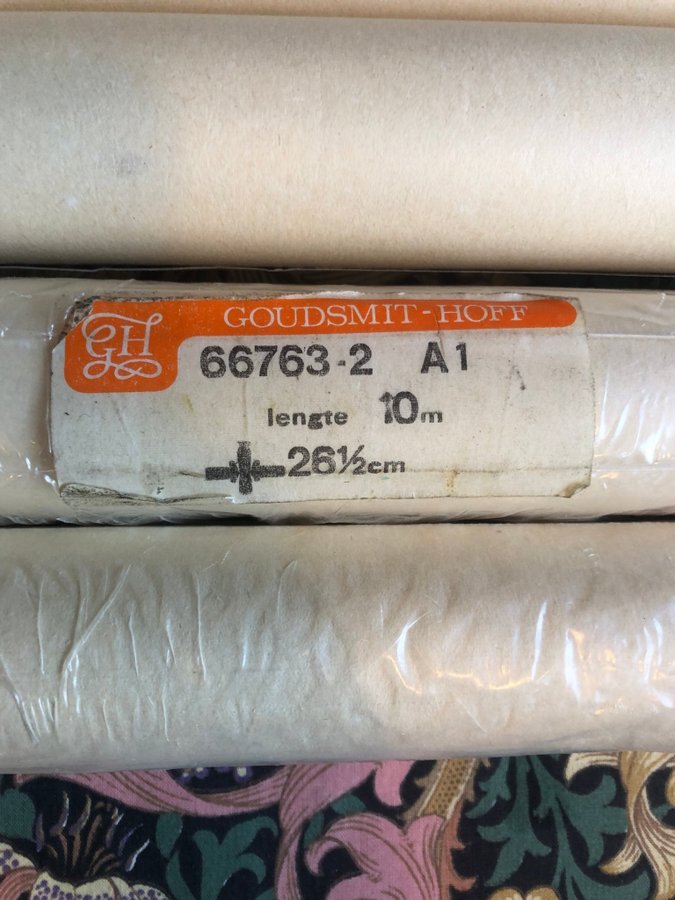 GOUDSMIT-HOFF
GH
66763-2 A1
lengte 10m
26½cm